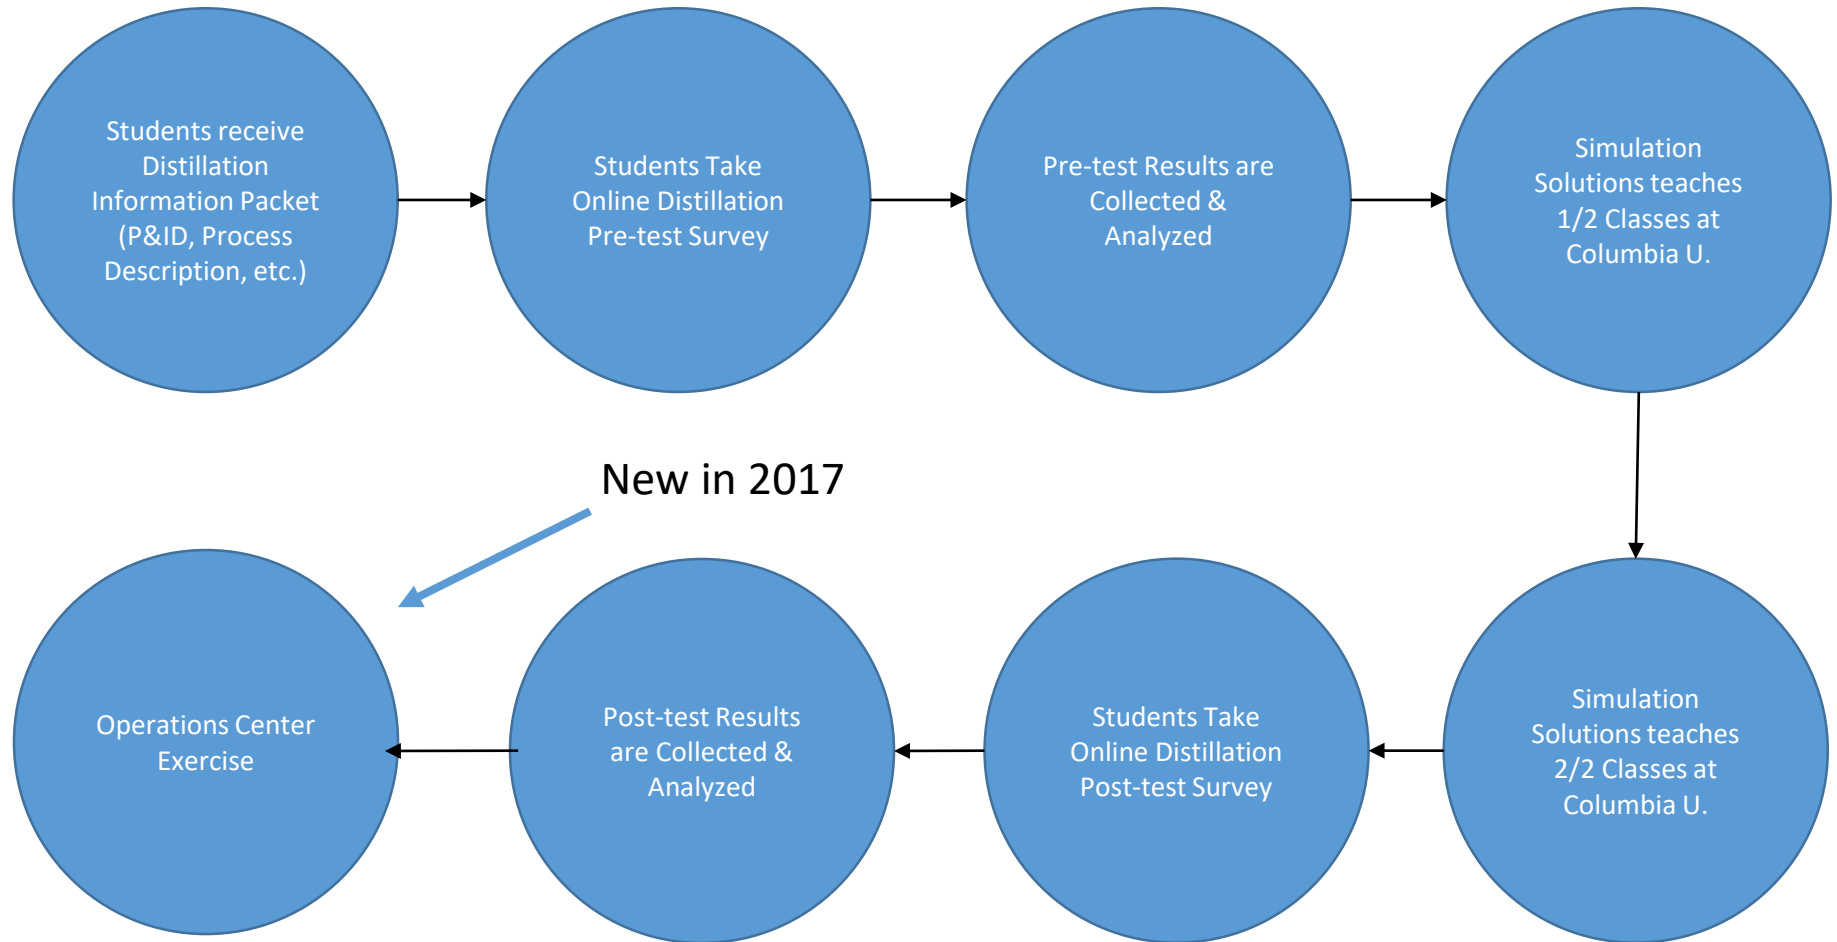 Students receive
Distillation
Information Packet
(P&ID, Process
Description, etc.)
Students Take
Online Distillation
Pre-test Survey
Pre-test Results are
Collected &
Analyzed
Simulation
Solutions teaches
1/2 Classes at
Columbia U.
New in 2017
Operations Center
Exercise
Post-test Results
are Collected &
Analyzed
Students Take
Online Distillation
Post-test Survey
Simulation
Solutions teaches
2/2 Classes at
Columbia U.